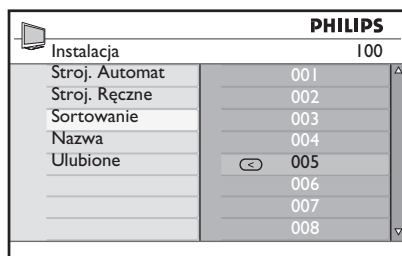 PHILIPS
Instalacja 100
Stroj. Automat 001
Stroj. Ręczne 002
Sortowanie 003
Nazwa 004
Ulubione < 005
006
007
008